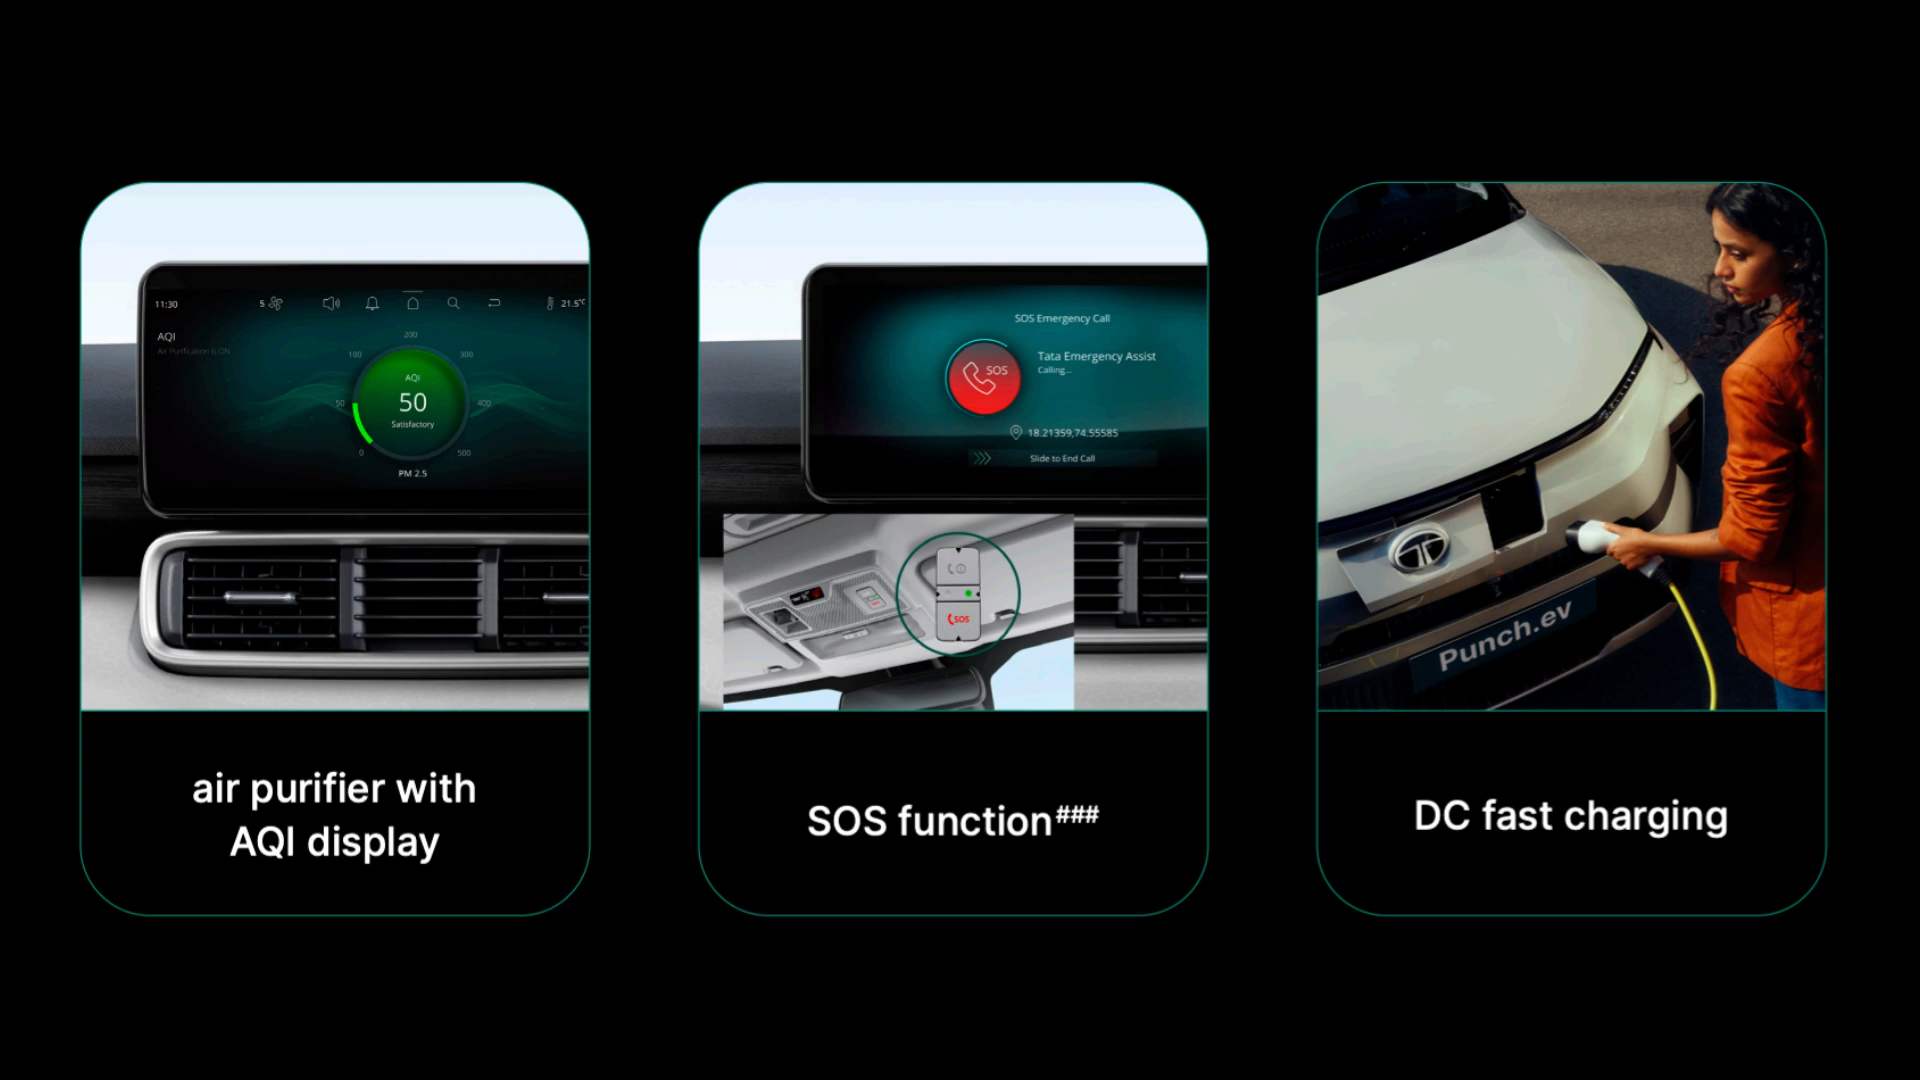 11:30
5
21.5°C
AQI
Air Purification is ON
200
100
300
AQI
50
Satisfactory
50
400
0
500
PM 2.5
air purifier with
AQI display
SOS Emergency Call
SOS
Tata Emergency Assist
Calling...
18.21359,74.55585
Slide to End Call
SOS
SOS function###
Punch.ev
DC fast charging